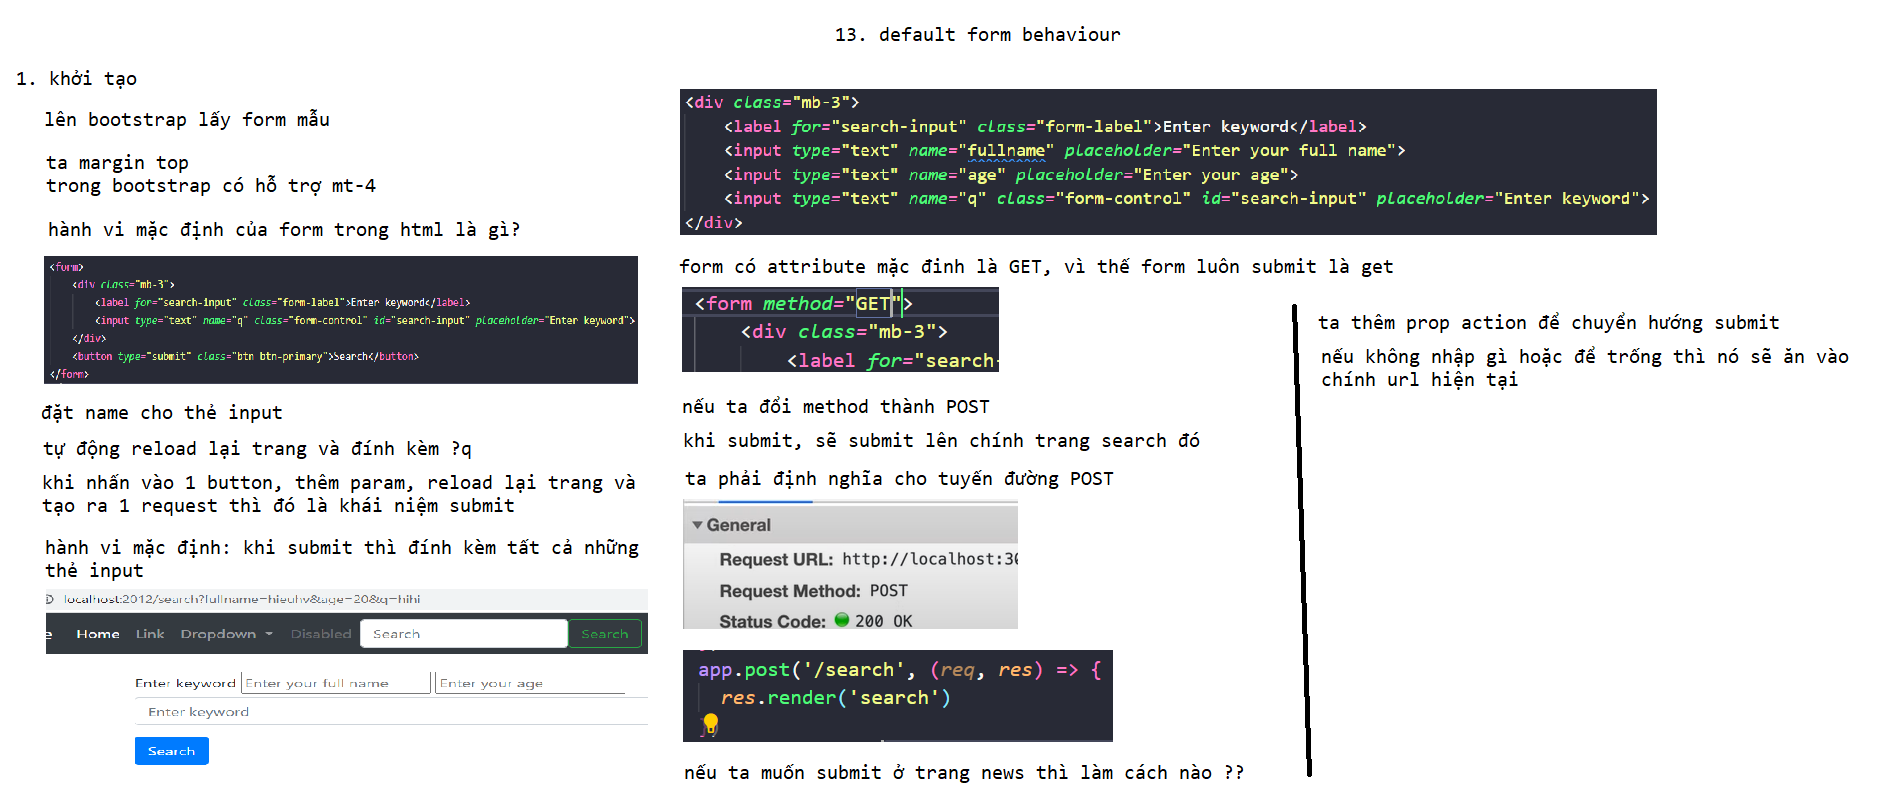 13. default form behaviour
1. khởi tạo
lên bootstrap lấy form mẫu
ta margin top
trong bootstrap có hỗ trợ mt-4
hành vi mặc định của form trong html là gì?
<form>
<div class="mb-3">
<label for="search-input" class="form-label">Enter keyword</label>
<input type="text" name="q" class="form-control" id="search-input" placeholder="Enter keyword">
</div>
<button type="submit" class="btn btn-primary">Search</button>
</form>
đặt name cho thẻ input
tự động reload lại trang và đính kèm ?q
khi nhấn vào 1 button, thêm param, reload lại trang và
tạo ra 1 request thì đó là khái niệm submit
hành vi mặc định: khi submit thì đính kèm tất cả những
thẻ input
localhost:2012/search?fullname=hieuhv&age=20&q=hihi
e Home Link Dropdown Disabled Search Search
Enter keyword Enter your full name Enter your age
Enter keyword
Search
<div class="mb-3">
<label for="search-input" class="form-label">Enter keyword</label>
<input type="text" name="fullname" placeholder="Enter your full name">
<input type="text" name="age" placeholder="Enter your age">
<input type="text" name="q" class="form-control" id="search-input" placeholder="Enter keyword">
</div>
form có attribute mặc đinh là GET, vì thế form luôn submit là get
<form method="GET">
<div class="mb-3">
<label for="search-
nếu ta đổi method thành POST
khi submit, sẽ submit lên chính trang search đó
ta phải định nghĩa cho tuyến đường POST
General
Request URL: http://localhost:30
Request Method: POST
Status Code: 200 OK
app.post('/search', (req, res) => {
res.render('search')
})
nếu ta muốn submit ở trang news thì làm cách nào ??
ta thêm prop action để chuyển hướng submit
nếu không nhập gì hoặc để trống thì nó sẽ ăn vào
chính url hiện tại